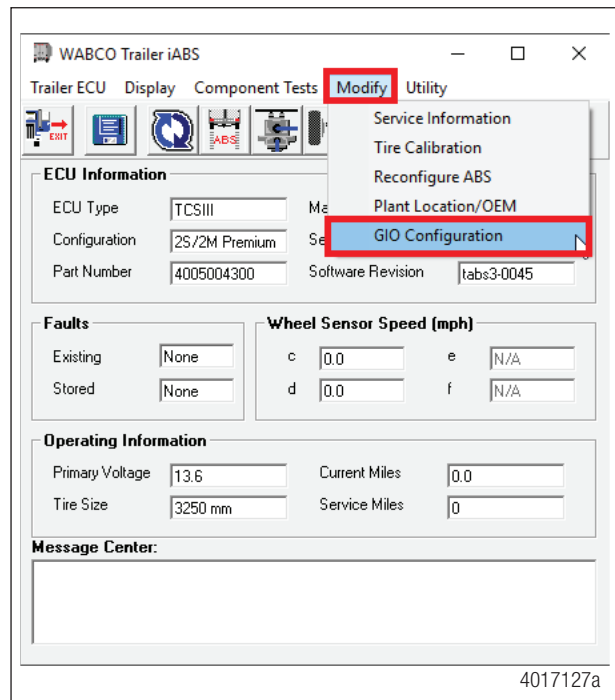 WABCO Trailer iABS
Trailer ECU Display Component Tests Modify Utility
EXIT ABS
Service Information
Tire Calibration
Reconfigure ABS
Plant Location/OEM
GIO Configuration
ECU Information
ECU Type TCSIII Ma
Configuration 2S/2M Premium Se
Part Number 4005004300 Software Revision tabs3-0045
Faults
Existing None
Stored None
Wheel Sensor Speed (mph)
c 0.0 e N/A
d 0.0 f N/A
Operating Information
Primary Voltage 13.6 Current Miles 0.0
Tire Size 3250 mm Service Miles 0
Message Center:
4017127a